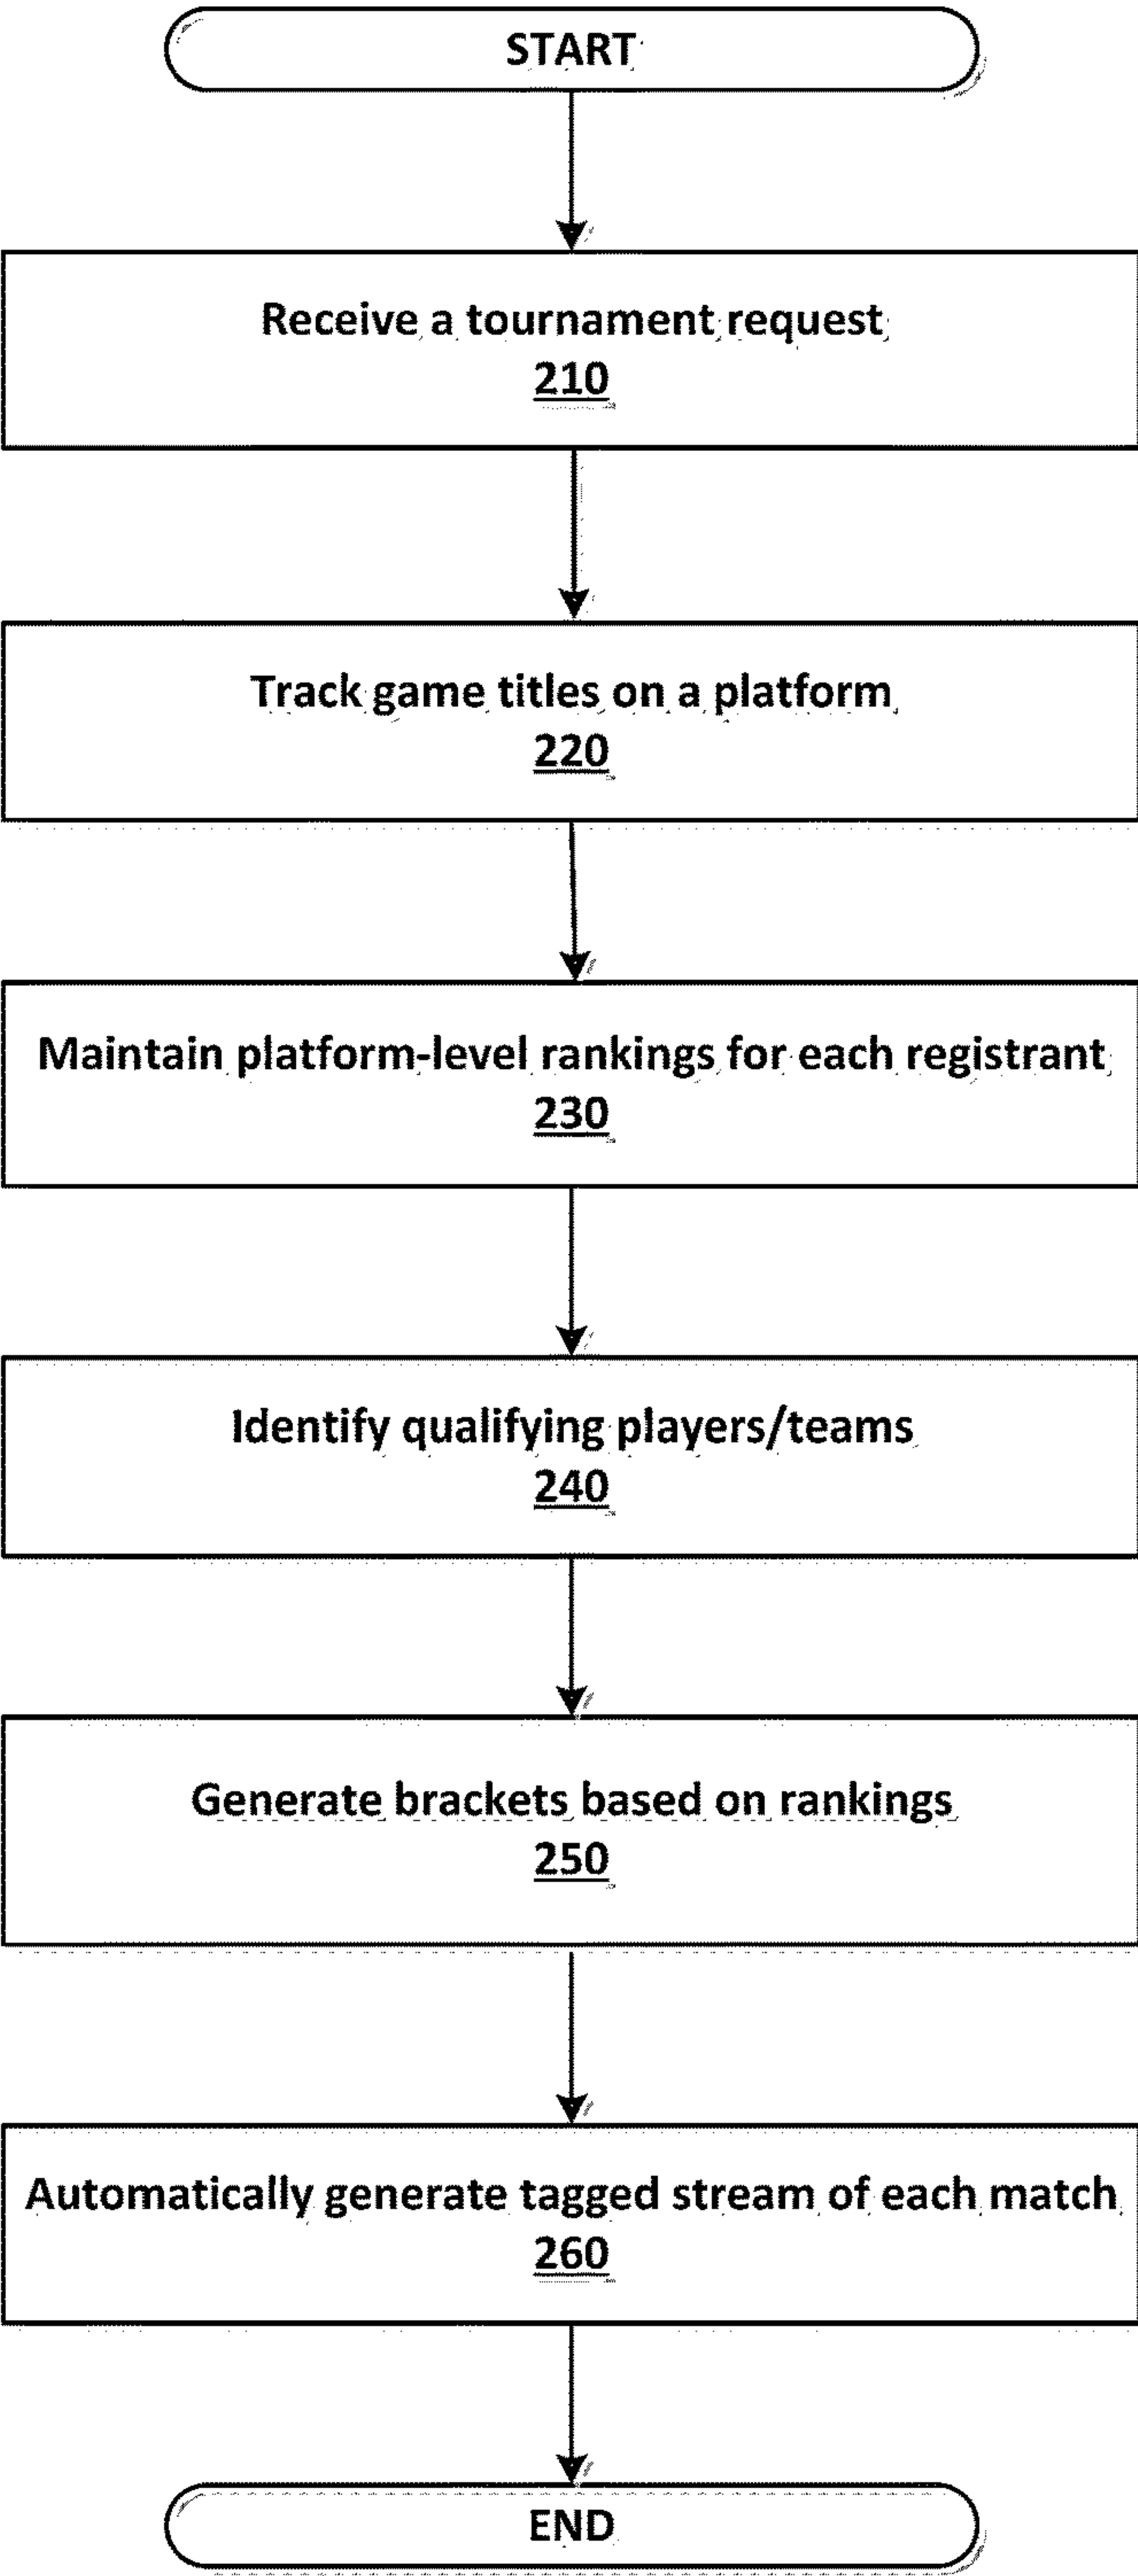 START
Receive a tournament request
210
Track game titles on a platform
220
Maintain platform-level rankings for each registrant
230
Identify qualifying players/teams
240
Generate brackets based on rankings
250
Automatically generate tagged stream of each match
260
END